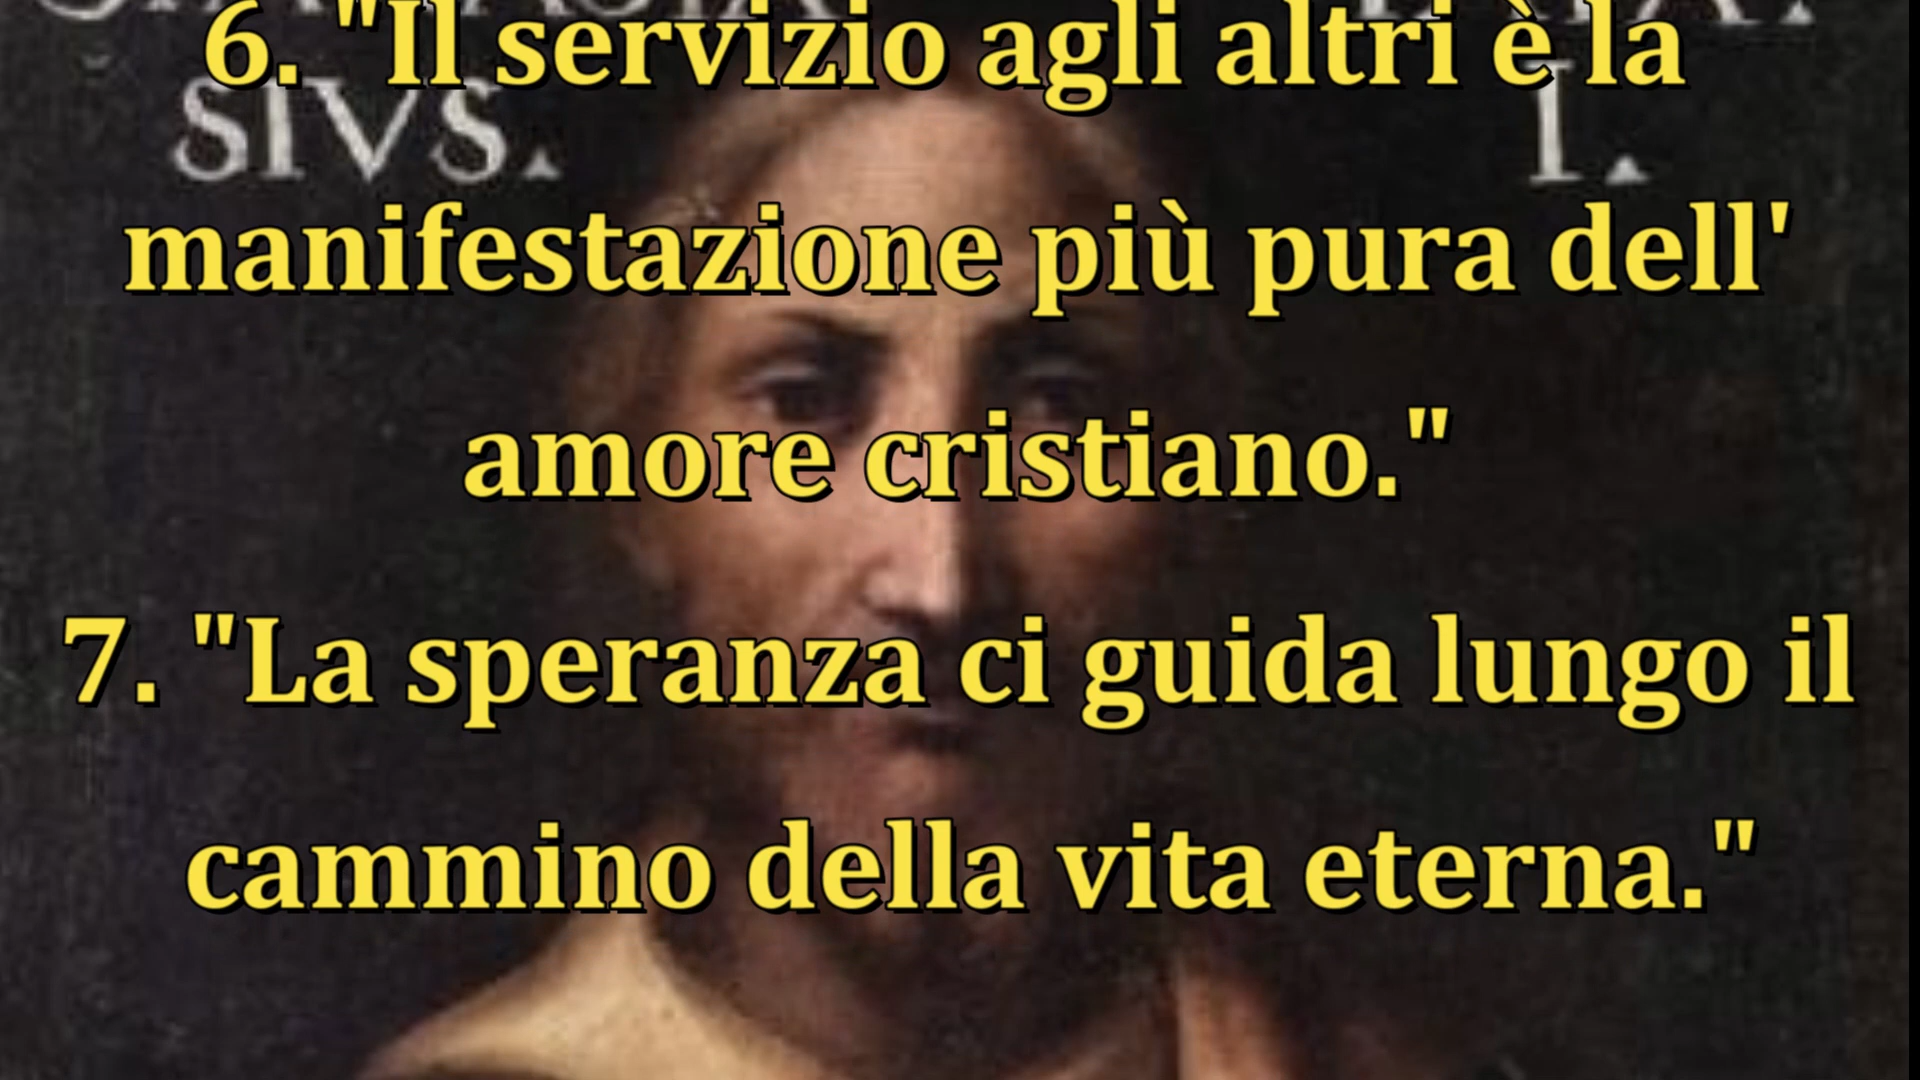 6. "Il servizio agli altri è la
SIVS.
I.
manifestazione più pura dell'
amore cristiano."
7. "La speranza ci guida lungo il
cammino della vita eterna."